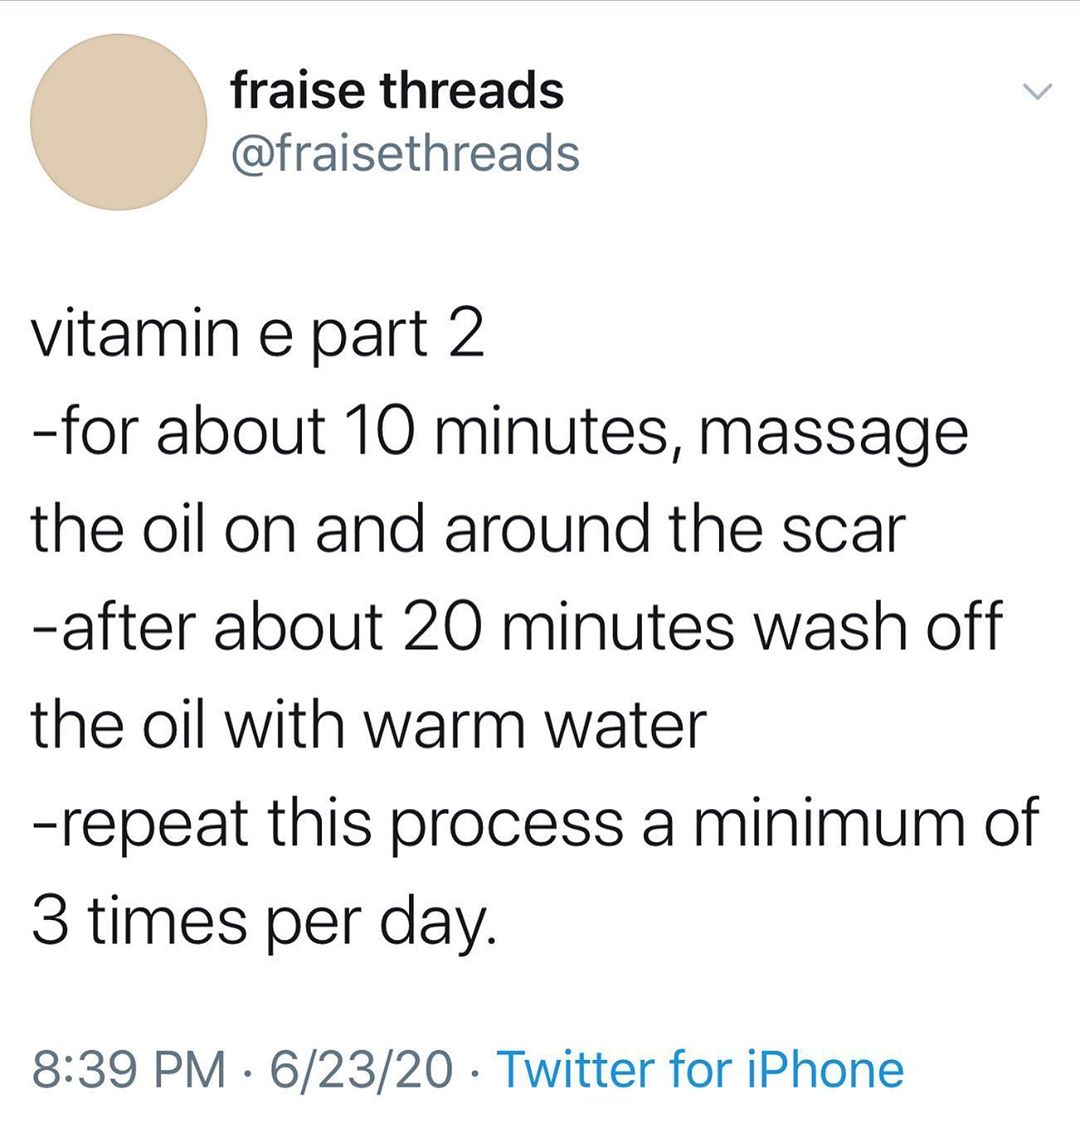 fraise threads
@fraisethreads
vitamin e part 2
-for about 10 minutes, massage
the oil on and around the scar
-after about 20 minutes wash off
the oil with warm water
-repeat this process a minimum of
3 times per day.
8:39 PM · 6/23/20 · Twitter for iPhone